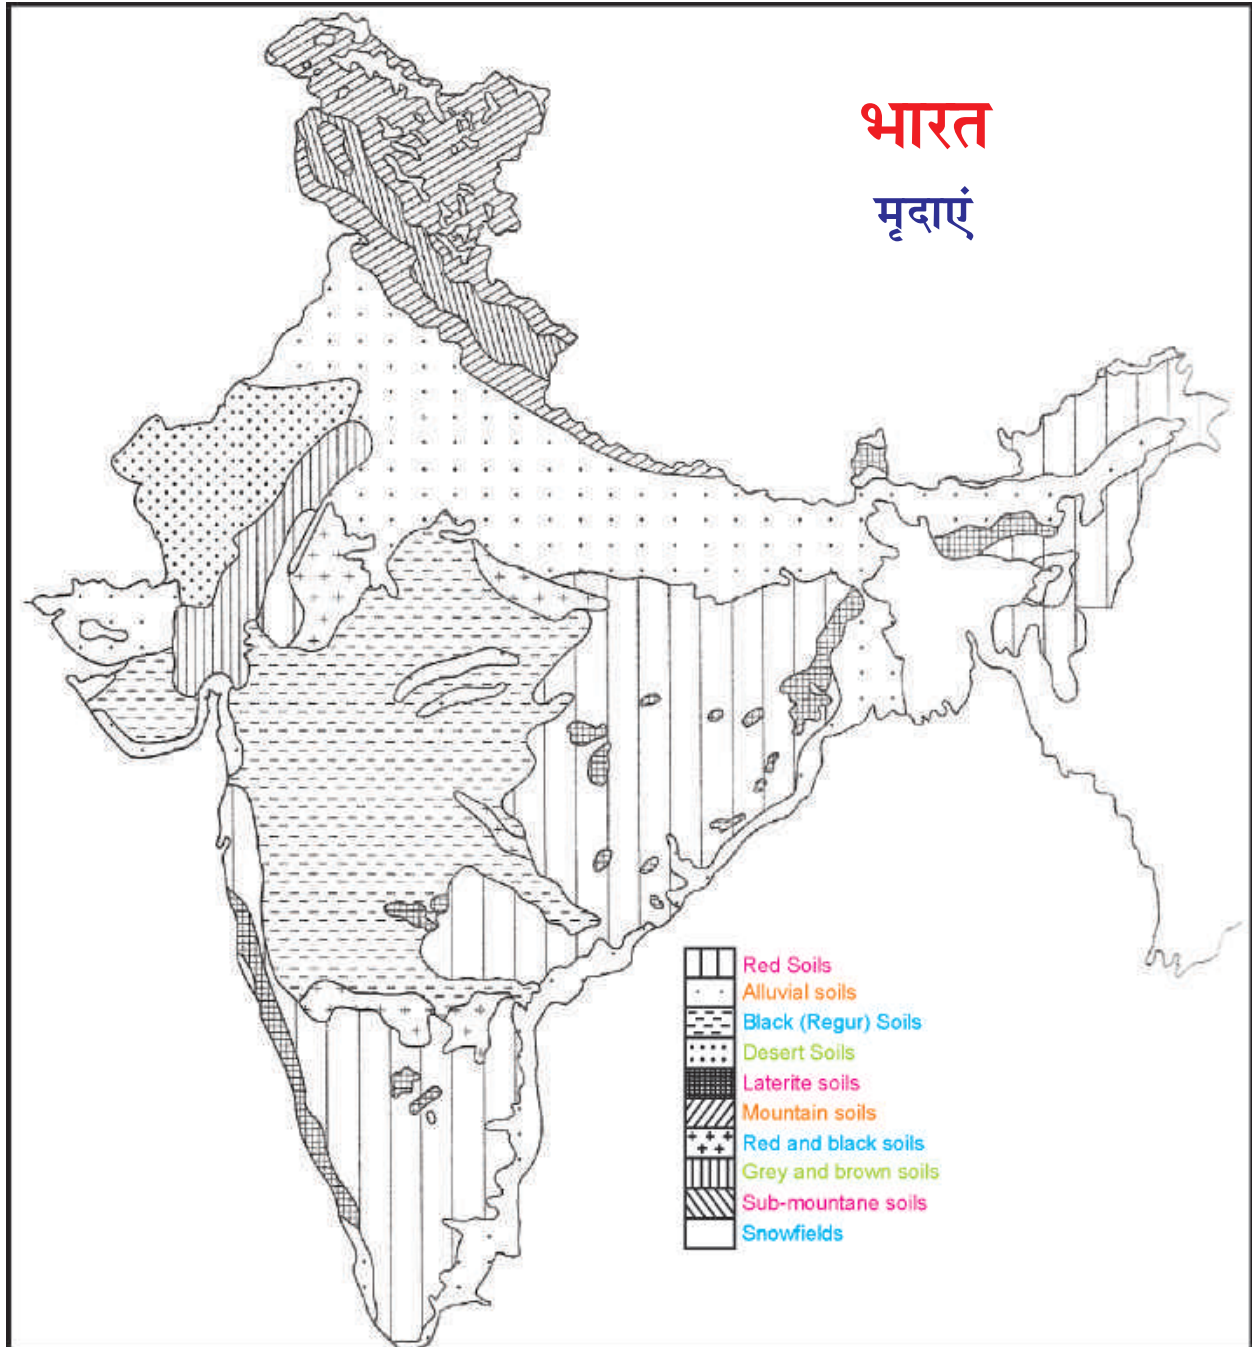 भारत
मृदाएं
Red Soils
Alluvial soils
Black (Regur) Soils
Desert Soils
Laterite soils
Mountain soils
Red and black soils
Grey and brown soils
Sub-mountane soils
Snowfields